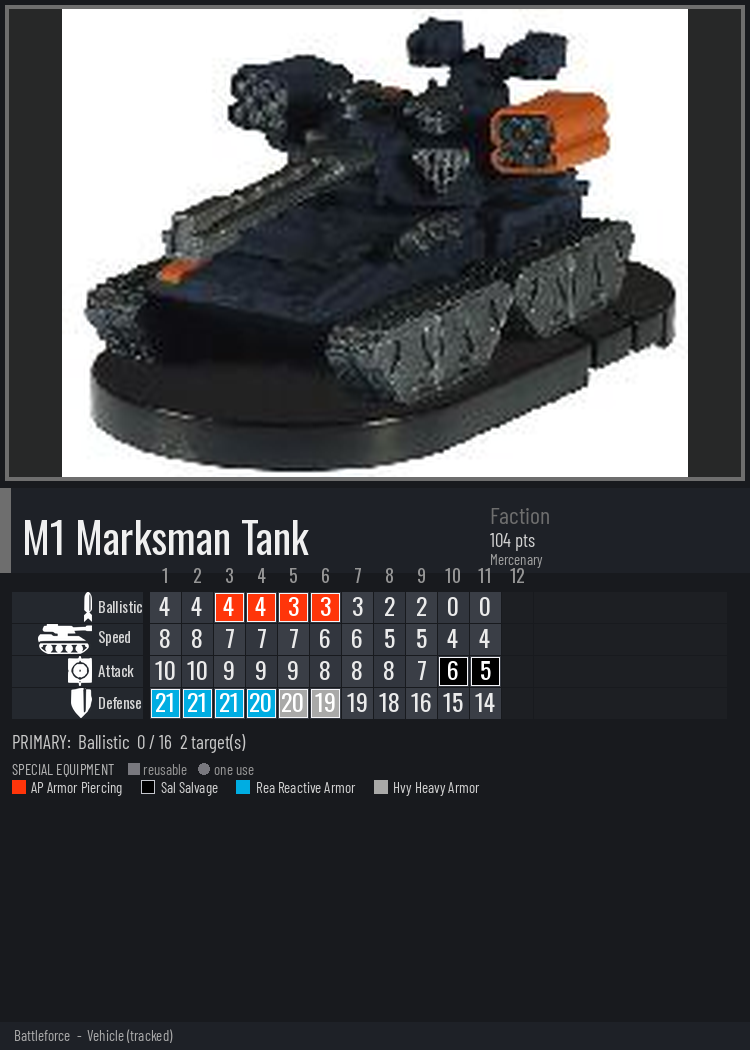 M1 Marksman Tank
Faction
104 pts
Mercenary
1 2 3 4 5 6 7 8 9 10 11 12
Ballistic 4 4 4 4 3 3 3 2 2 0 0
Speed 8 8 7 7 7 6 6 5 5 4 4
Attack 10 10 9 9 9 8 8 8 7 6 5
Defense 21 21 21 20 20 19 19 18 16 15 14
PRIMARY: Ballistic 0 / 16 2 target(s)
SPECIAL EQUIPMENT reusable one use
AP Armor Piercing Sal Salvage Rea Reactive Armor Hvy Heavy Armor
Battleforce - Vehicle (tracked)